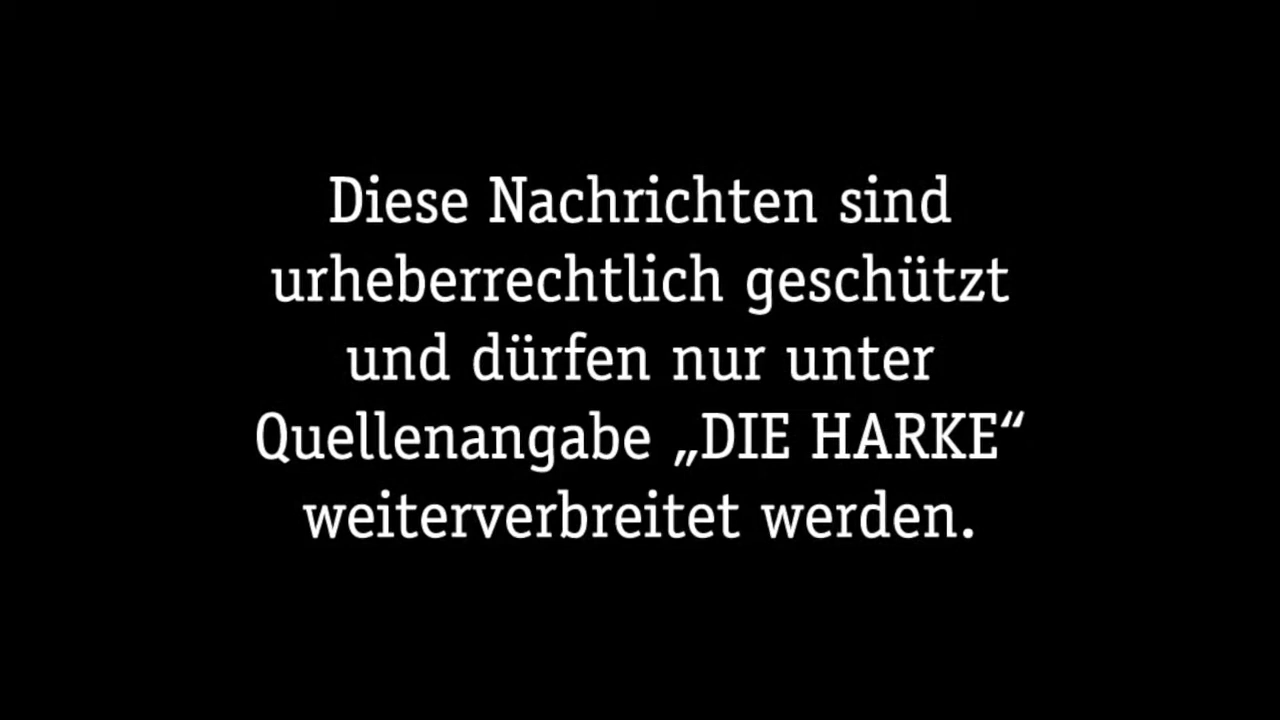 Diese Nachrichten sind
urheberrechtlich geschützt
und dürfen nur unter
Quellenangabe „DIE HARKE“
weiterverbreitet werden.